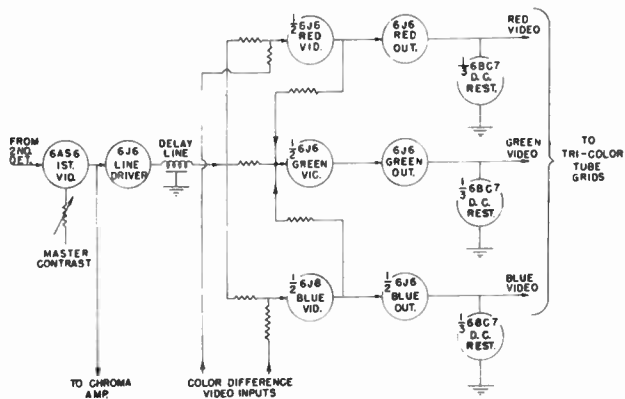 FROM
2ND.
DET.
6AS6
1ST.
VID.
MASTER
CONTRAST
6J6
LINE
DRIVER
DELAY
LINE
1/2 6J6
RED
VID.
6J6
RED
OUT.
RED
VIDEO
1/3 6BC7
D.C.
REST.
1/2 6J6
GREEN
VIC.
6J6
GREEN
OUT.
GREEN
VIDEO
1/3 6BC7
D.C.
REST.
1/2 6J6
BLUE
VID.
1/2 6J6
BLUE
OUT.
BLUE
VIDEO
1/3 6BC7
D.C.
REST.
TO
TRI-COLOR
TUBE
GRIDS
TO CHROMA
AMP.
COLOR DIFFERENCE
VIDEO INPUTS